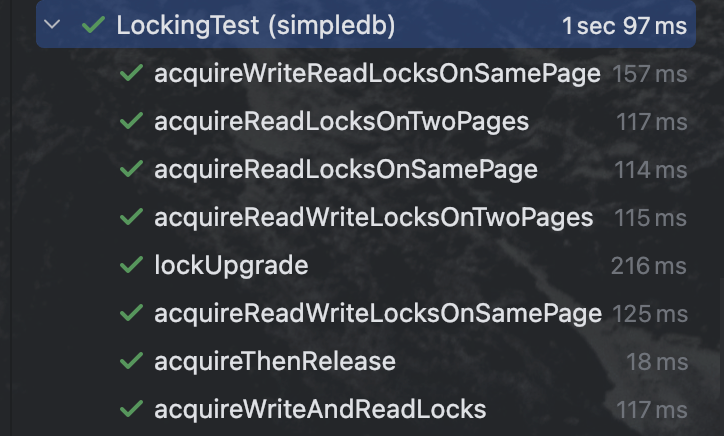 LockingTest (simpledb) 1 sec 97 ms
acquireWriteReadLocksOnSamePage 157 ms
acquireReadLocksOnTwoPages 117 ms
acquireReadLocksOnSamePage 114 ms
acquireReadWriteLocksOnTwoPages 115 ms
lockUpgrade 216 ms
acquireReadWriteLocksOnSamePage 125 ms
acquireThenRelease 18 ms
acquireWriteAndReadLocks 117 ms